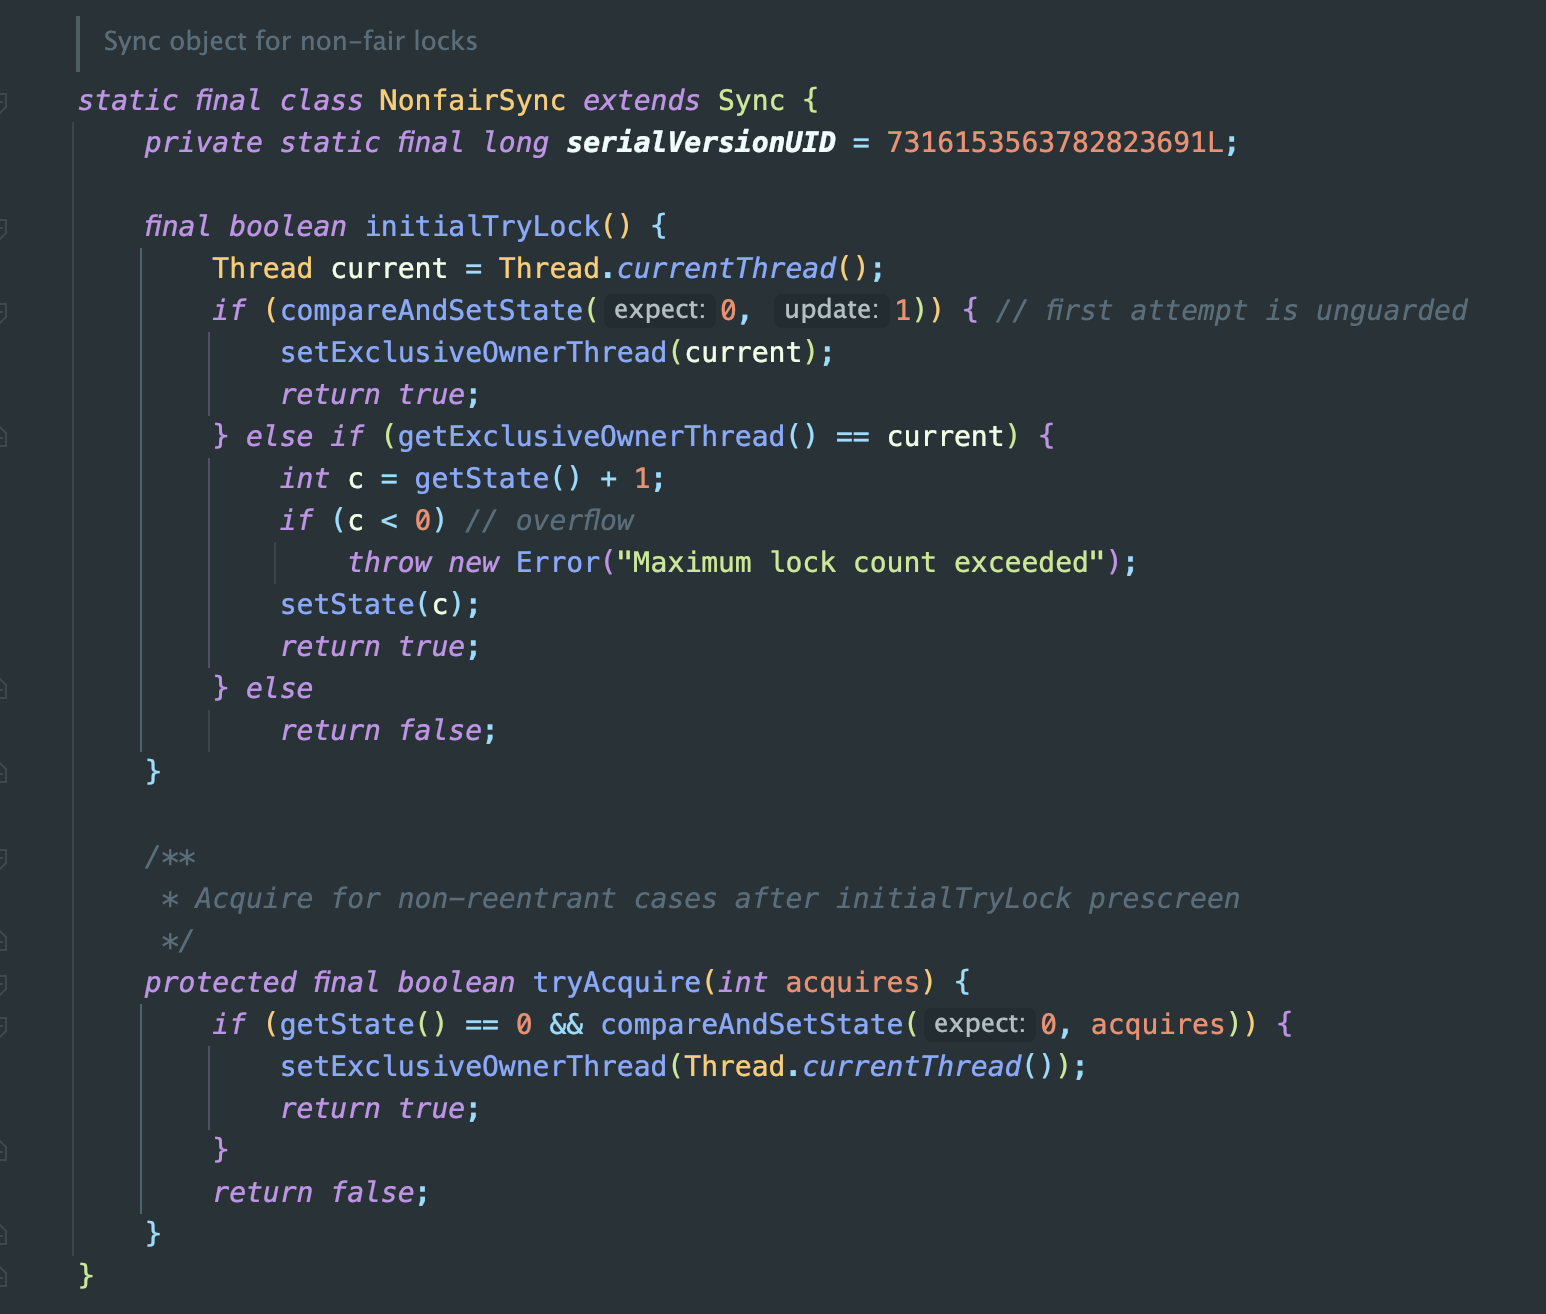 Sync object for non-fair locks
static final class NonfairSync extends Sync {
    private static final long serialVersionUID = 7316153563782823691L;

    final boolean initialTryLock() {
        Thread current = Thread.currentThread();
        if (compareAndSetState( expect: 0,  update: 1)) { // first attempt is unguarded
            setExclusiveOwnerThread(current);
            return true;
        } else if (getExclusiveOwnerThread() == current) {
            int c = getState() + 1;
            if (c < 0) // overflow
                throw new Error("Maximum lock count exceeded");
            setState(c);
            return true;
        } else
            return false;
    }

    /**
     * Acquire for non-reentrant cases after initialTryLock prescreen
     */
    protected final boolean tryAcquire(int acquires) {
        if (getState() == 0 && compareAndSetState( expect: 0, acquires)) {
            setExclusiveOwnerThread(Thread.currentThread());
            return true;
        }
        return false;
    }
}